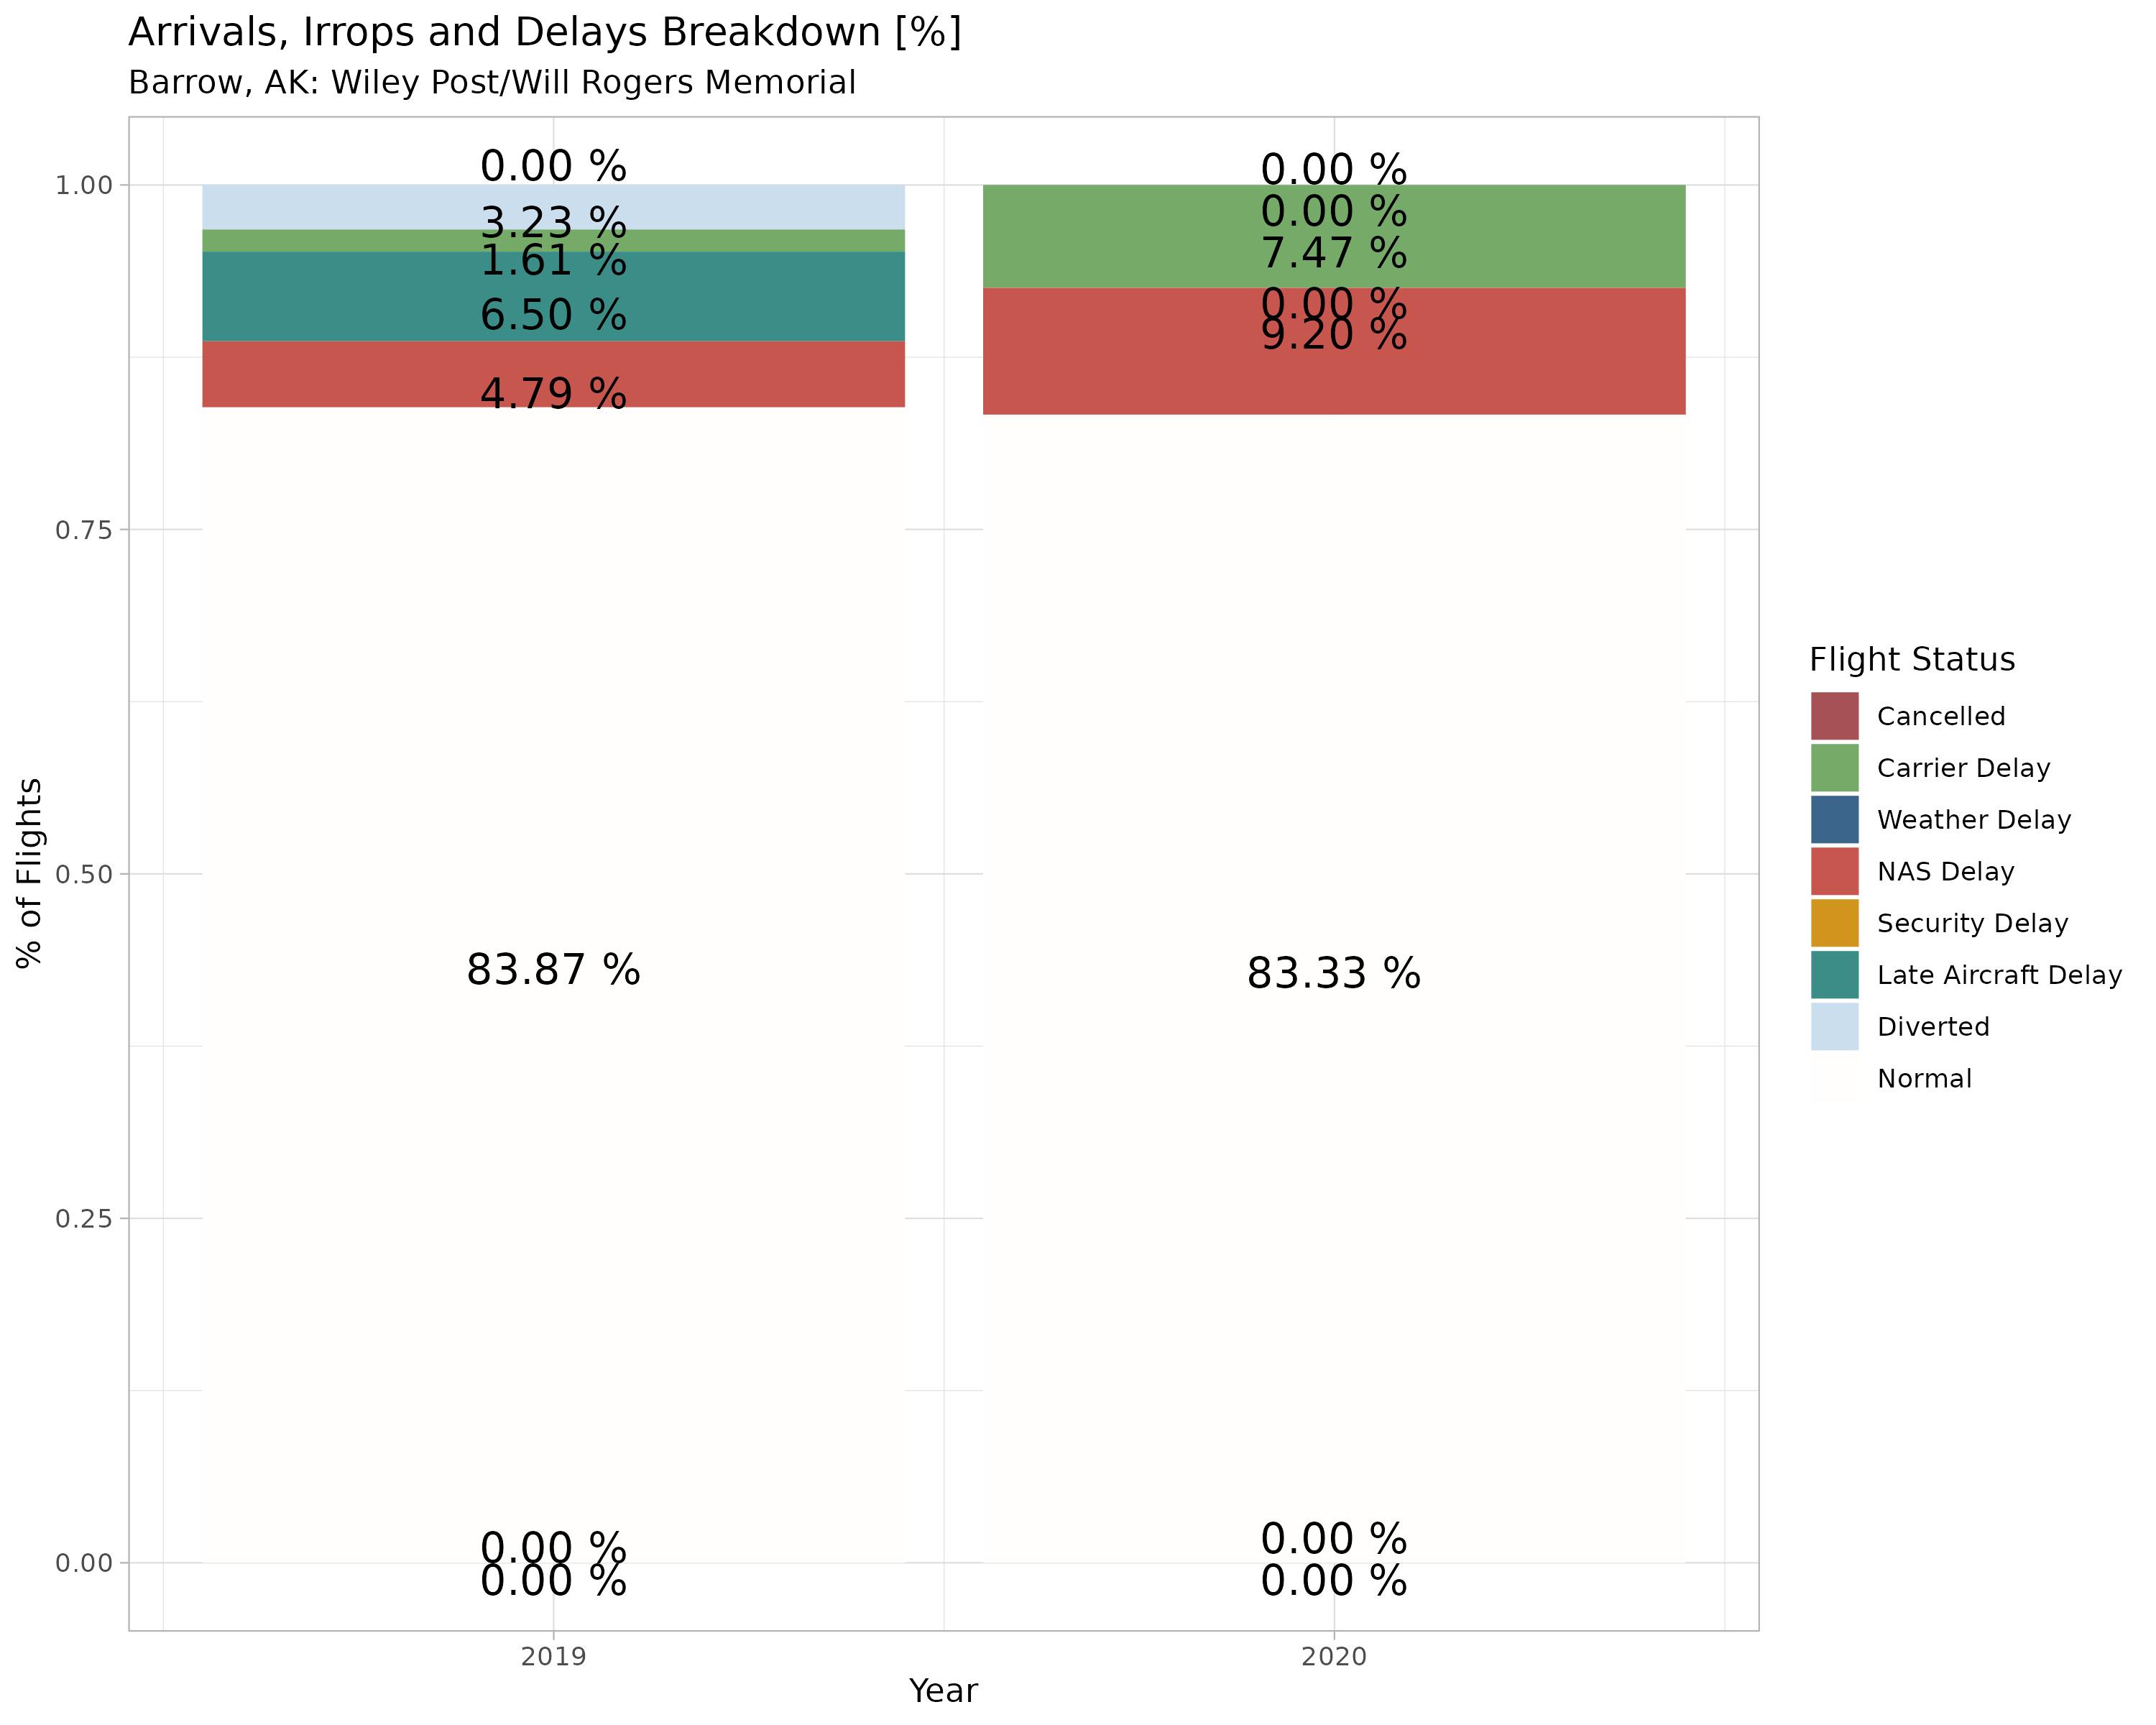 Arrivals, Irrops and Delays Breakdown [%]
Barrow, AK: Wiley Post/Will Rogers Memorial
% of Flights
1.00
0.75
0.50
0.25
0.00
0.00 %
3.23 %
1.61 %
6.50 %
4.79 %
83.87 %
0.00 %
0.00 %
0.00 %
0.00 %
7.47 %
0.00 %
9.20 %
83.33 %
0.00 %
0.00 %
2019
2020
Year
Flight Status
Cancelled
Carrier Delay
Weather Delay
NAS Delay
Security Delay
Late Aircraft Delay
Diverted
Normal